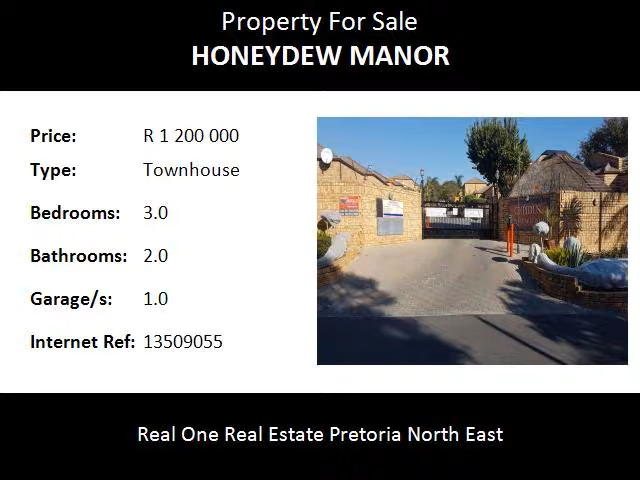 Property For Sale
HONEYDEW MANOR
Price: R 1 200 000
Type: Townhouse
Bedrooms: 3.0
Bathrooms: 2.0
Garage/s: 1.0
Internet Ref: 13509055
Real One Real Estate Pretoria North East